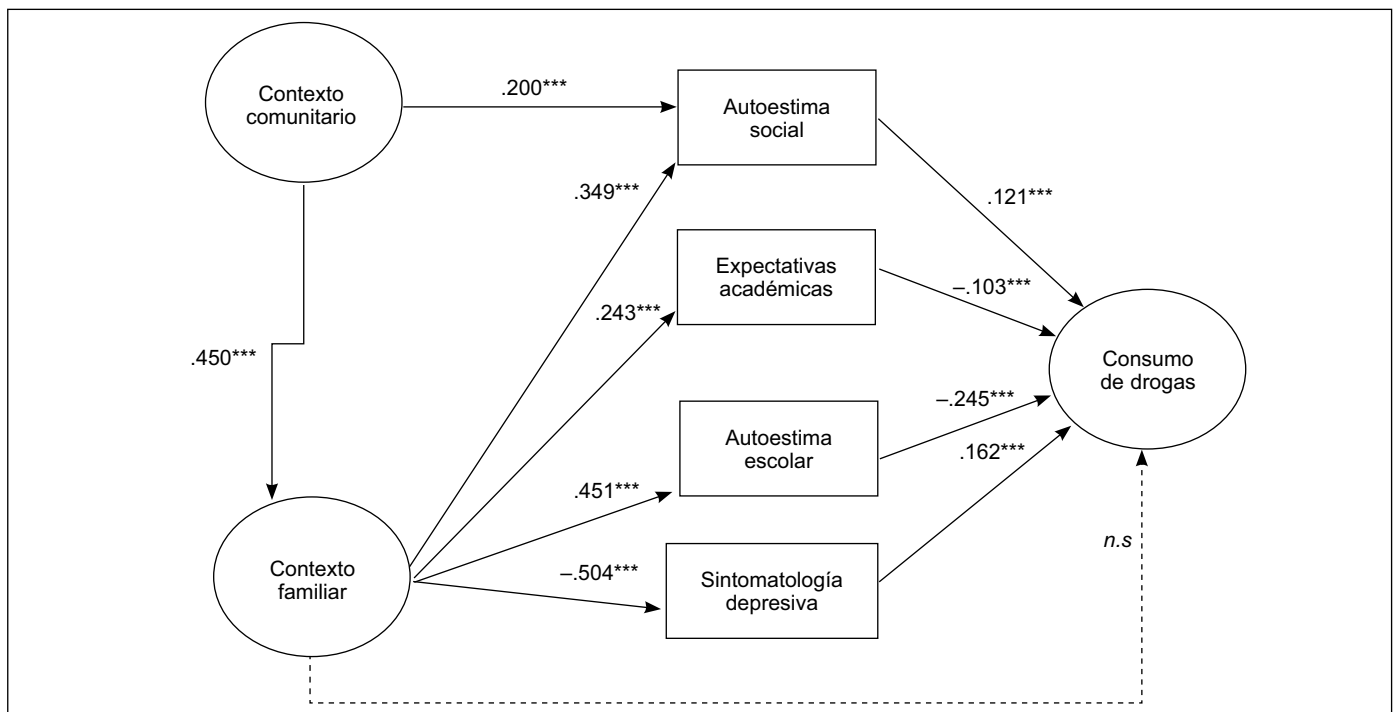 Contexto
comunitario
.200***
Autoestima
social
.349***
.121***
Expectativas
académicas
.243***
–.103***
.450***
Consumo
de drogas
Autoestima
escolar
–.245***
.162***
.451***
Contexto
familiar
–.504***
Sintomatología
depresiva
n.s